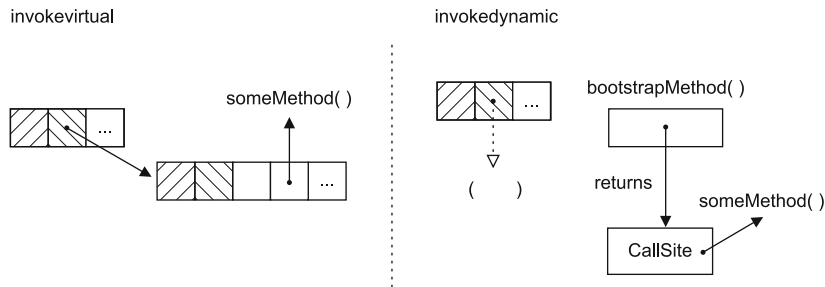 invokevirtual
someMethod( )
...
...
invokedynamic
...
( )
bootstrapMethod( )
returns
someMethod( )
CallSite